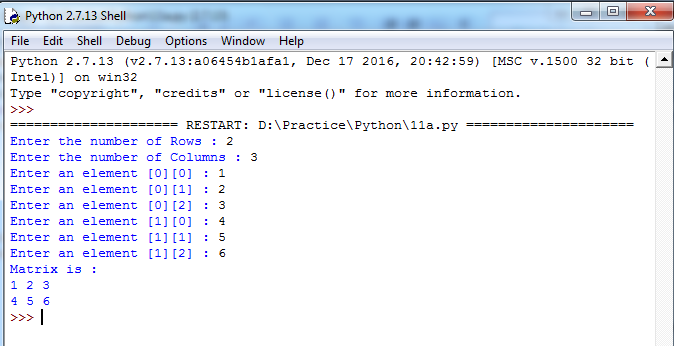 Python 2.7.13 Shell
File Edit Shell Debug Options Window Help
Python 2.7.13 (v2.7.13:a06454b1afa1, Dec 17 2016, 20:42:59) [MSC v.1500 32 bit (
Intel)] on win32
Type "copyright", "credits" or "license()" for more information.
>>>
===================== RESTART: D:\Practice\Python\11a.py =====================
Enter the number of Rows : 2
Enter the number of Columns : 3
Enter an element [0][0] : 1
Enter an element [0][1] : 2
Enter an element [0][2] : 3
Enter an element [1][0] : 4
Enter an element [1][1] : 5
Enter an element [1][2] : 6
Matrix is :
1 2 3
4 5 6
>>>